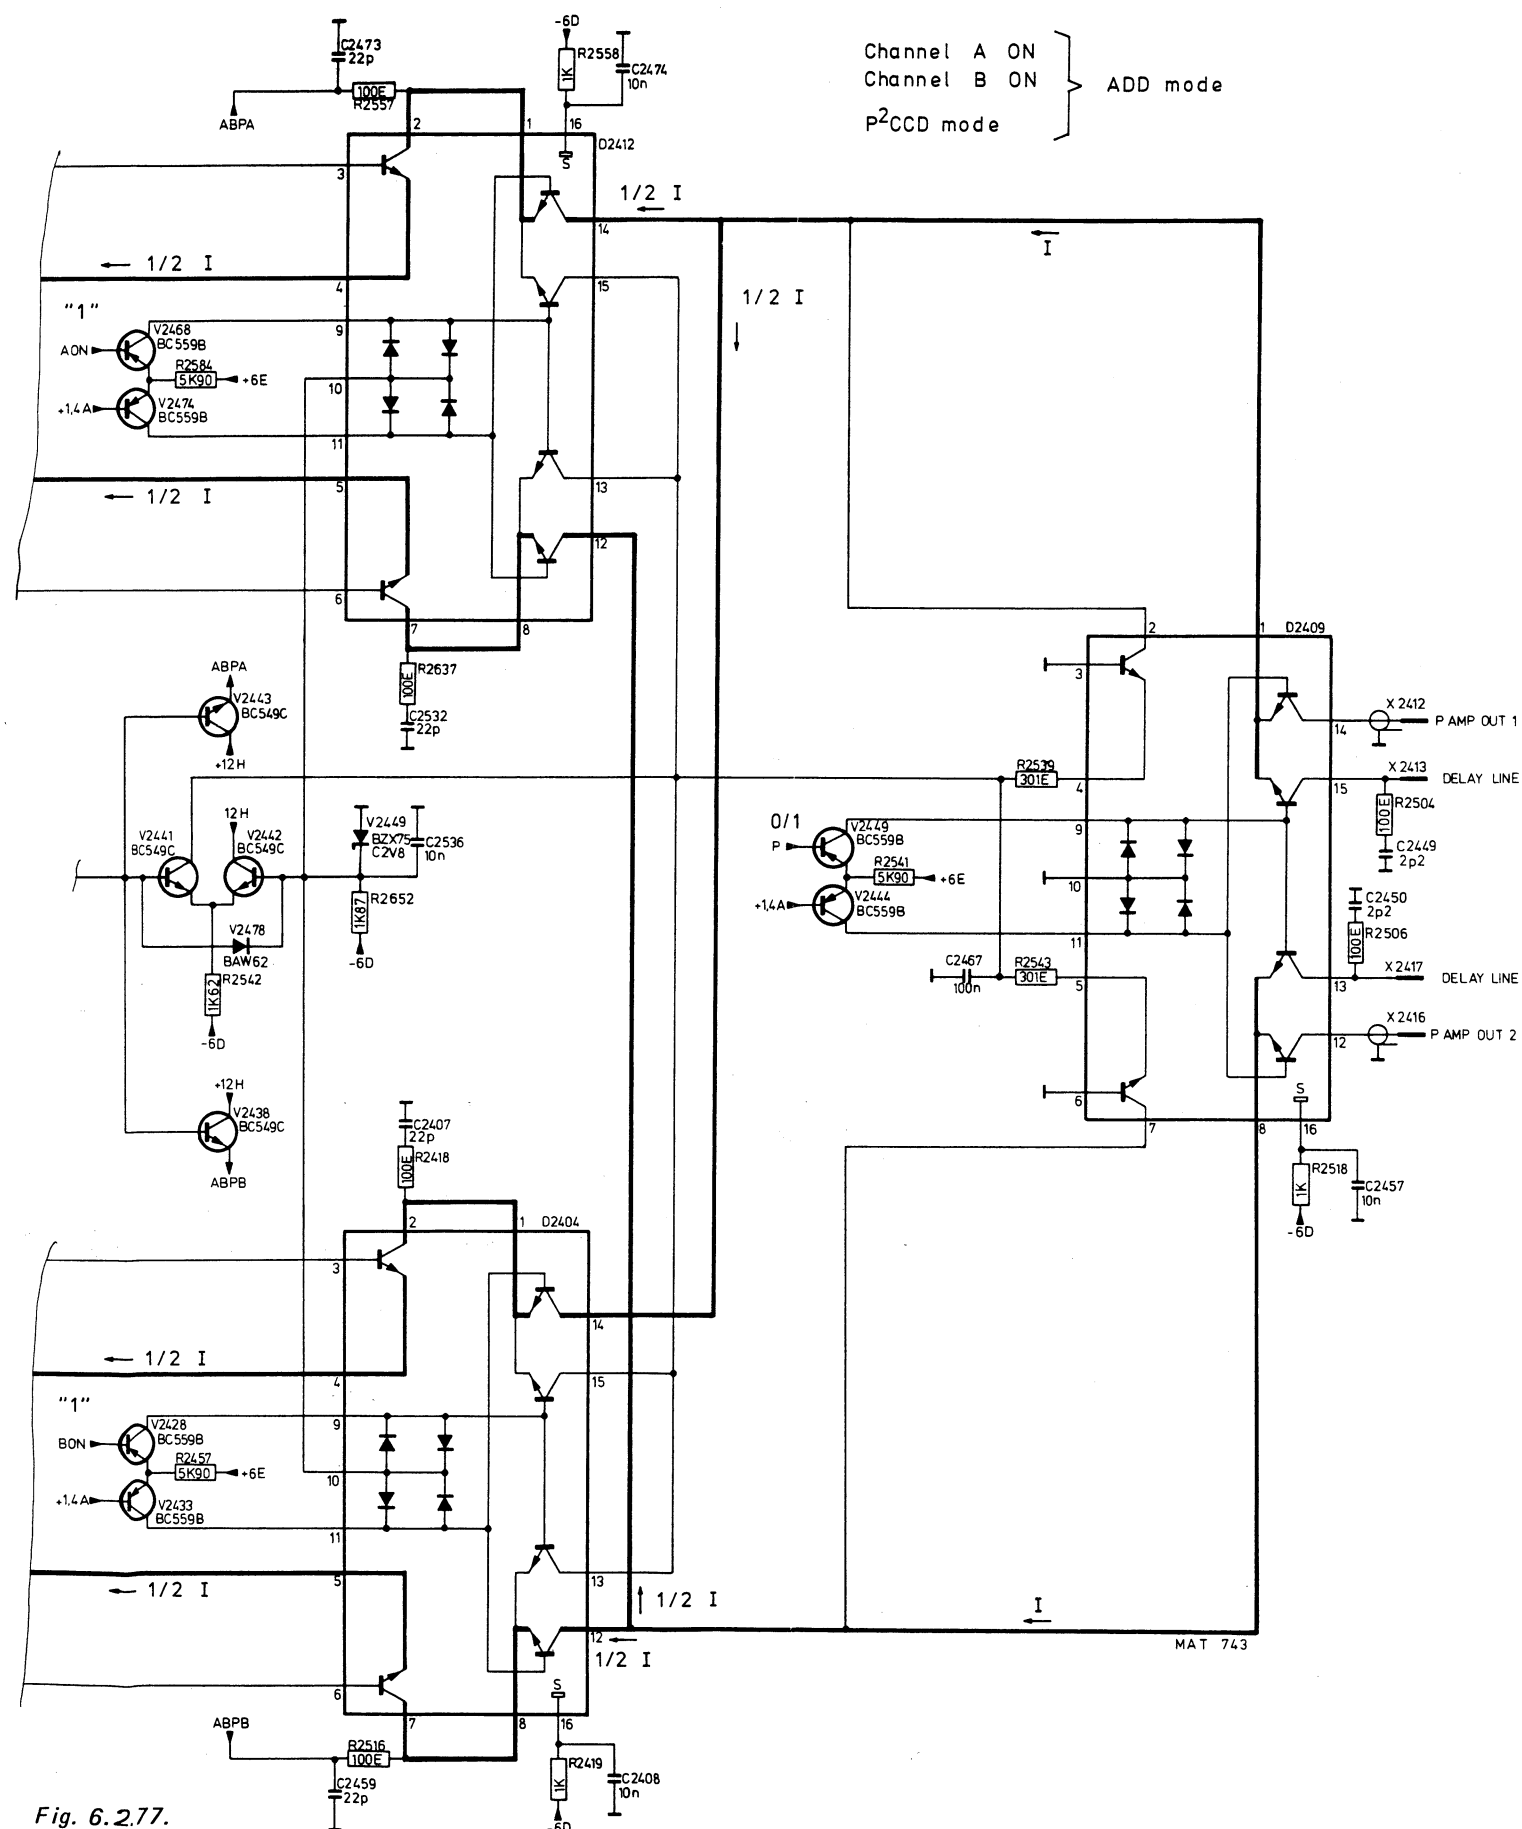 Channel A ON
Channel B ON
P²CCD mode
ADD mode
C2473
22p
100E
R2557
ABPA
-6D
R2558
1K
C2474
10n
2
1
16
D2412
S
3
1/2 I
14
I
1/2 I
4
15
1/2 I
"1"
9
V2468
BC559B
AON
R2584
5K90
+6E
10
+1,4A
V2474
BC559B
11
5
1/2 I
13
12
6
7
8
R2637
100E
C2532
22p
ABPA
V2443
BC549C
+12H
2
1
D2409
3
X2412
P AMP OUT 1
14
R2539
301E
4
X2413
DELAY LINE
15
R2504
100E
C2449
2p2
12H
V2441
BC549C
V2442
BC549C
V2449
BZX75
C2V8
C2536
10n
0/1
P
V2449
BC559B
R2541
5K90
+6E
9
10
+1,4A
V2444
BC559B
11
R2652
1K87
-6D
V2478
BAW62
R2542
1K62
-6D
C2450
2p2
R2506
100E
C2467
100n
R2543
301E
5
X2417
DELAY LINE
13
X2416
P AMP OUT 2
12
6
S
7
8
16
R2518
1K
C2457
10n
-6D
+12H
V2438
BC549C
ABPB
C2407
22p
R2418
100E
2
1
D2404
3
14
1/2 I
4
15
"1"
9
V2428
BC559B
BON
R2457
5K90
+6E
10
+1,4A
V2433
BC559B
11
5
1/2 I
13
1/2 I
I
12
1/2 I
MAT 743
6
S
7
8
16
ABPB
R2516
100E
C2459
22p
R2419
1K
C2408
10n
-6D
Fig. 6.2.77.